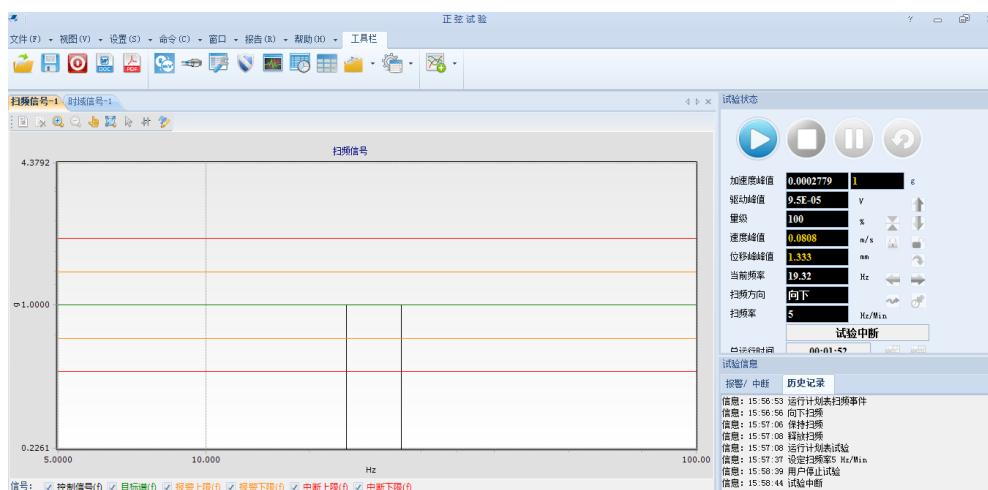 正弦试验
文件(F) 视图(V) 设置(S) 命令(C) 窗口 报告(R) 帮助(H) 工具栏
DOC PDF
扫频信号-1 时域信号-1
扫频信号
4.3792
g 1.0000
0.2261
5.0000 10.000 100.00
Hz
信号: 控制信号(f) 目标谱(f) 报警上限(f) 报警下限(f) 中断上限(f) 中断下限(f)
试验状态
加速度峰值 0.0002779 1 g
驱动峰值 9.5E-05 V
量级 100 %
速度峰值 0.0808 m/s
位移峰峰值 1.333 mm
当前频率 19.32 Hz
扫频方向 向下
扫频率 5 Hz/Min
试验中断
总运行时间 00:01:52
试验信息
报警/ 中断 历史记录
信息: 15:56:53 运行计划表扫频事件
信息: 15:56:56 向下扫频
信息: 15:57:06 保持扫频
信息: 15:57:08 释放扫频
信息: 15:57:08 运行计划表试验
信息: 15:57:37 设定扫频率5 Hz/Min
信息: 15:58:39 用户停止试验
信息: 15:58:44 试验中断